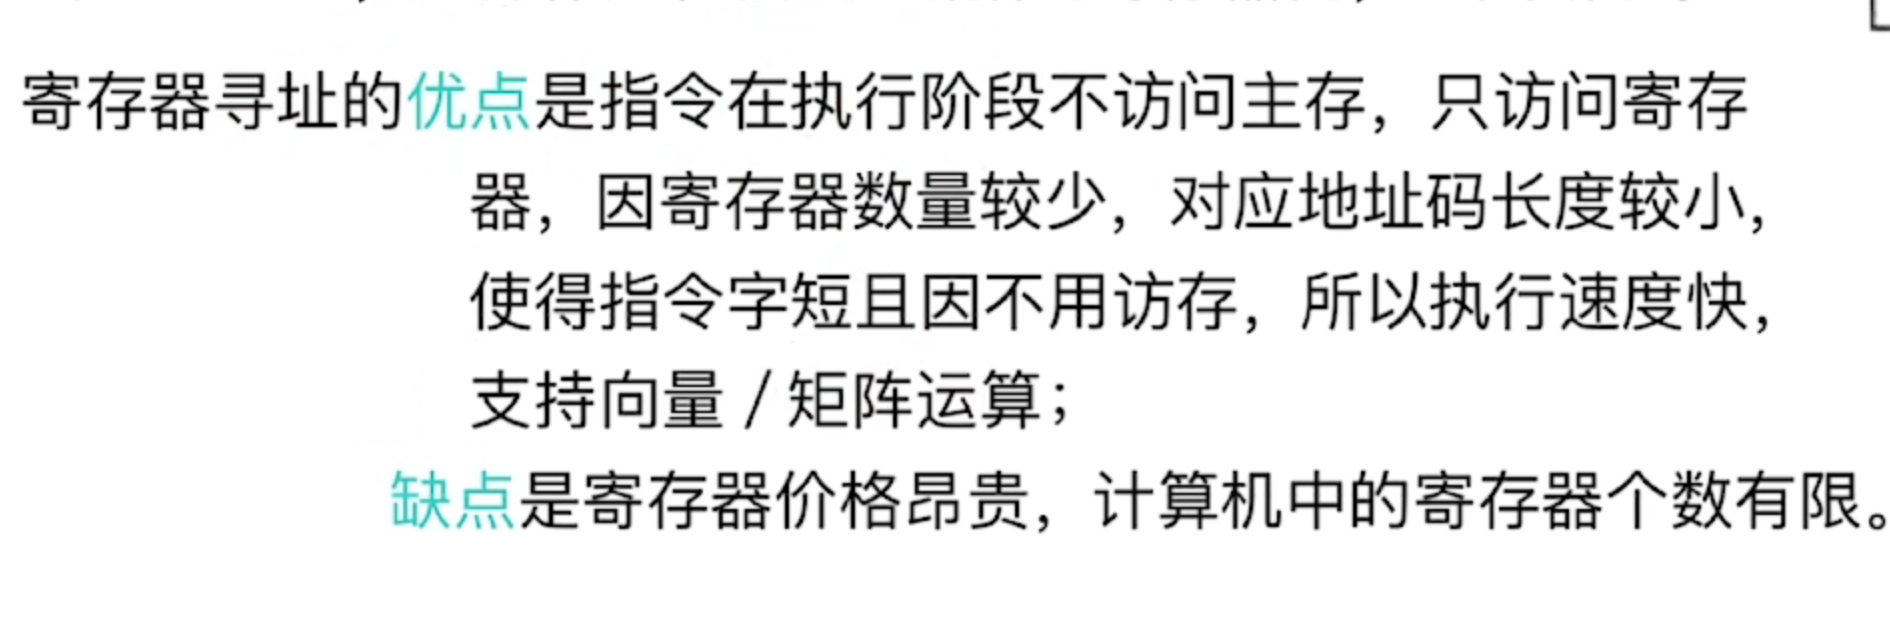 寄存器寻址的优点是指令在执行阶段不访问主存，只访问寄存
器，因寄存器数量较少，对应地址码长度较小，
使得指令字短且因不用访存，所以执行速度快，
支持向量/矩阵运算；
缺点是寄存器价格昂贵，计算机中的寄存器个数有限。